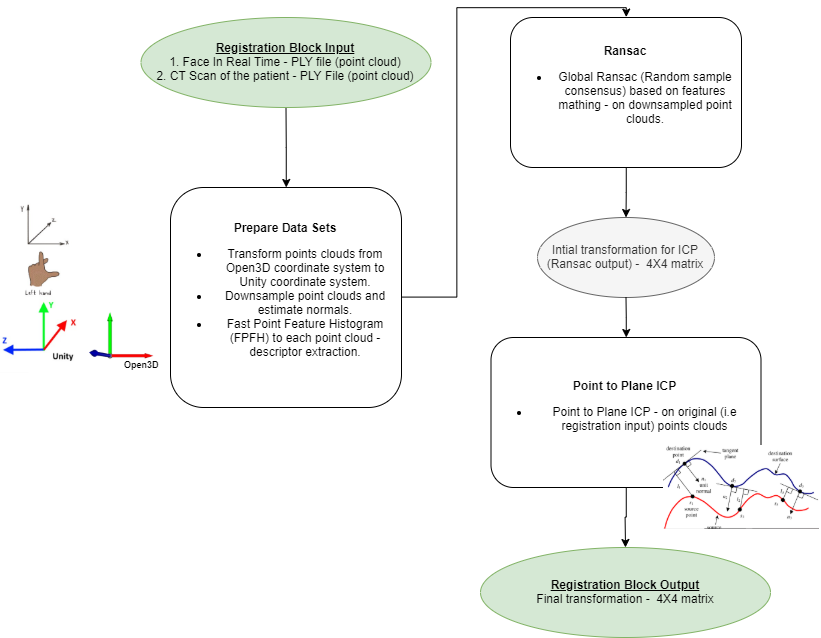 Registration Block Input
1. Face In Real Time - PLY file (point cloud)
2. CT Scan of the patient - PLY File (point cloud)
Prepare Data Sets
Transform points clouds from
Open3D coordinate system to
Unity coordinate system.
Downsample point clouds and
estimate normals.
Fast Point Feature Histogram
(FPFH) to each point cloud -
descriptor extraction.
Y
Z
X
Left hand
Y
X
Z
Unity
Open3D
Ransac
Global Ransac (Random sample
consensus) based on features
mathing - on downsampled point
clouds.
Intial transformation for ICP
(Ransac output) - 4X4 matrix
Point to Plane ICP
Point to Plane ICP - on original (i.e
registration input) points clouds
destination
point
tangent
plane
destination
surface
unit
normal
source
point
source
Registration Block Output
Final transformation - 4X4 matrix